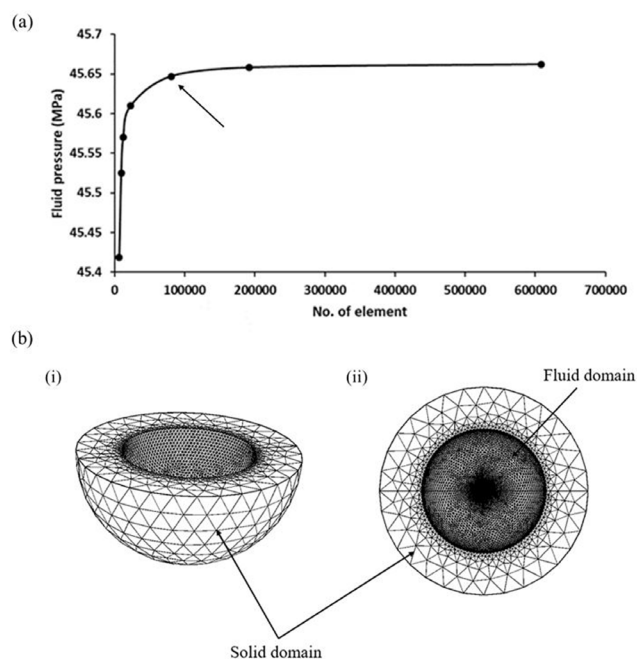 (a)
45.7
45.65
45.6
45.55
45.5
45.45
45.4
Fluid pressure (MPa)
0 100000 200000 300000 400000 500000 600000 700000
No. of element
(b)
(i) (ii)
Fluid domain
Solid domain